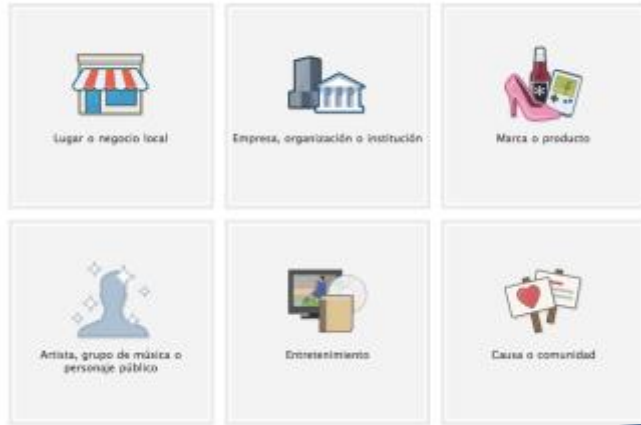 Lugar o negocio local
Empresa, organización o institución
Marca o producto
Artista, grupo de música o
personaje público
Entretenimiento
Causa o comunidad